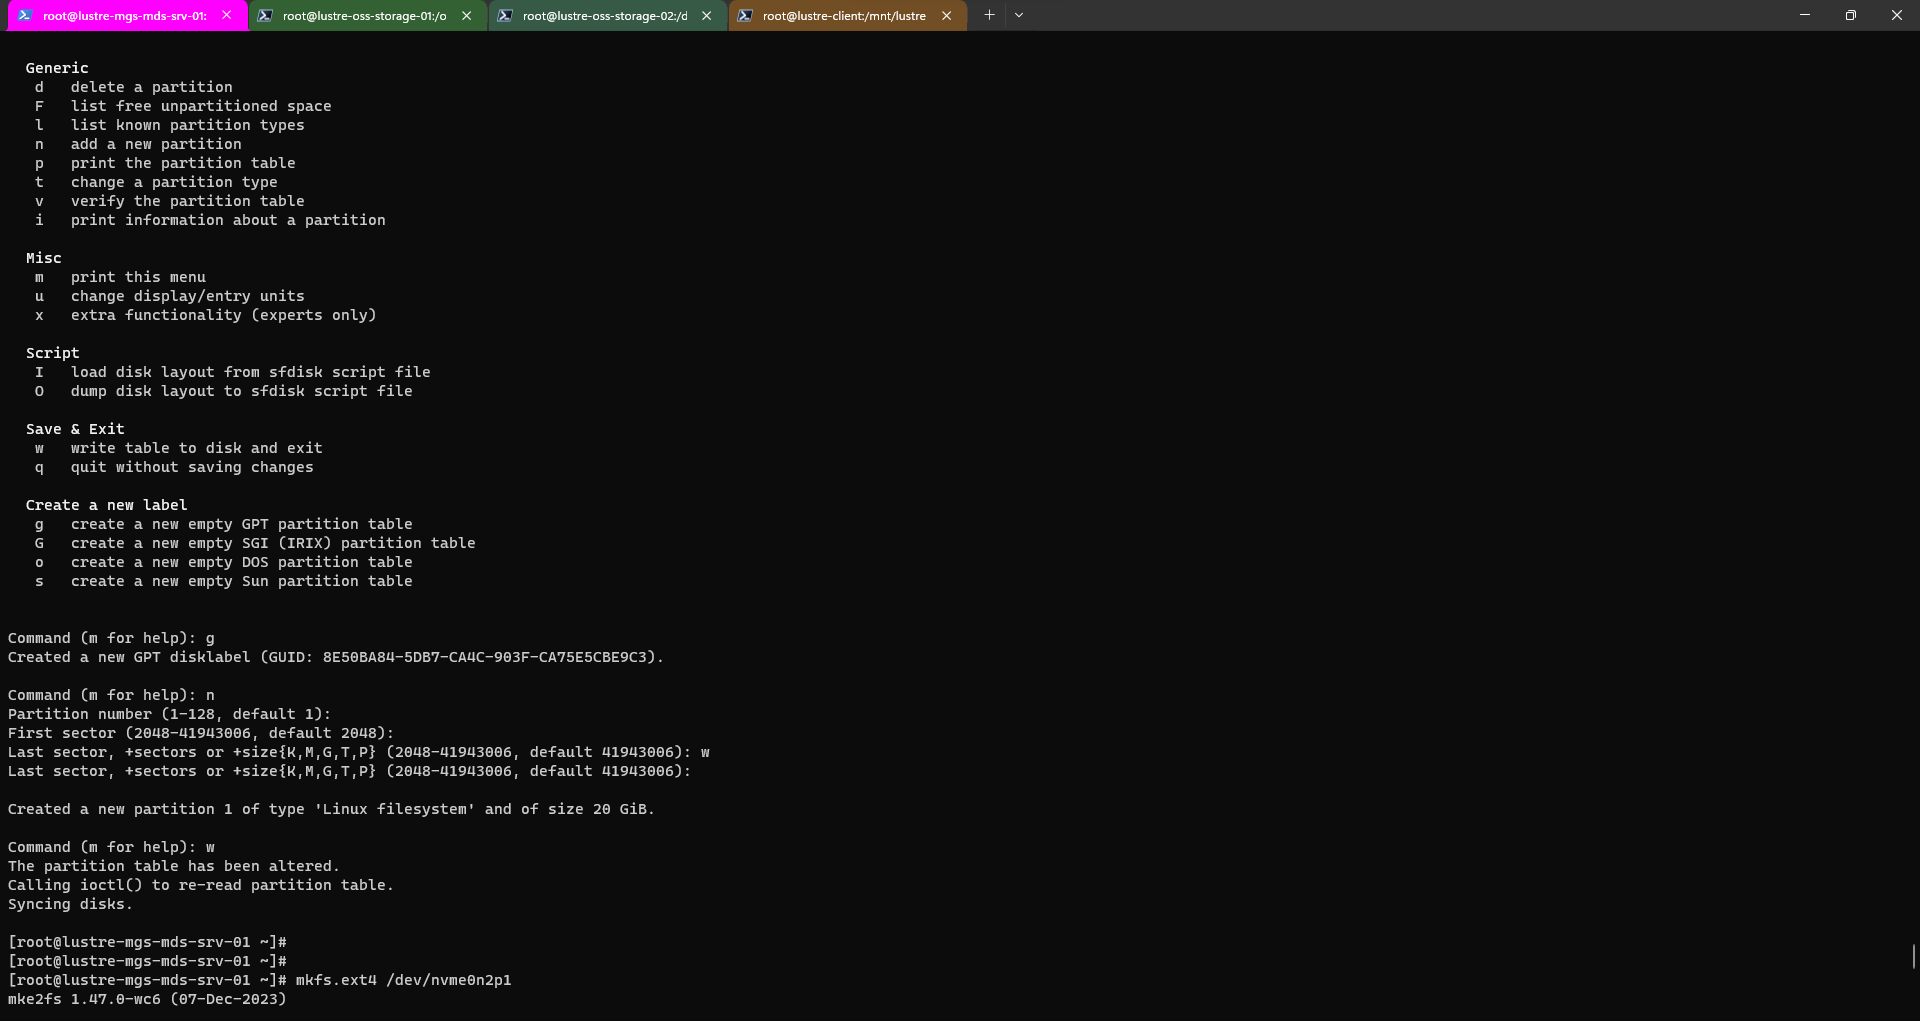 root@lustre-mgs-mds-srv-01:
root@lustre-oss-storage-01:/o
root@lustre-oss-storage-02:/d
root@lustre-client:/mnt/lustre
Generic
d   delete a partition
F   list free unpartitioned space
l   list known partition types
n   add a new partition
p   print the partition table
t   change a partition type
v   verify the partition table
i   print information about a partition
Misc
m   print this menu
u   change display/entry units
x   extra functionality (experts only)
Script
I   load disk layout from sfdisk script file
O   dump disk layout to sfdisk script file
Save & Exit
w   write table to disk and exit
q   quit without saving changes
Create a new label
g   create a new empty GPT partition table
G   create a new empty SGI (IRIX) partition table
o   create a new empty DOS partition table
s   create a new empty Sun partition table
Command (m for help): g
Created a new GPT disklabel (GUID: 8E50BA84-5DB7-CA4C-903F-CA75E5CBE9C3).
Command (m for help): n
Partition number (1-128, default 1):
First sector (2048-41943006, default 2048):
Last sector, +sectors or +size{K,M,G,T,P} (2048-41943006, default 41943006): w
Last sector, +sectors or +size{K,M,G,T,P} (2048-41943006, default 41943006):
Created a new partition 1 of type 'Linux filesystem' and of size 20 GiB.
Command (m for help): w
The partition table has been altered.
Calling ioctl() to re-read partition table.
Syncing disks.
[root@lustre-mgs-mds-srv-01 ~]#
[root@lustre-mgs-mds-srv-01 ~]#
[root@lustre-mgs-mds-srv-01 ~]# mkfs.ext4 /dev/nvme0n2p1
mke2fs 1.47.0-wc6 (07-Dec-2023)